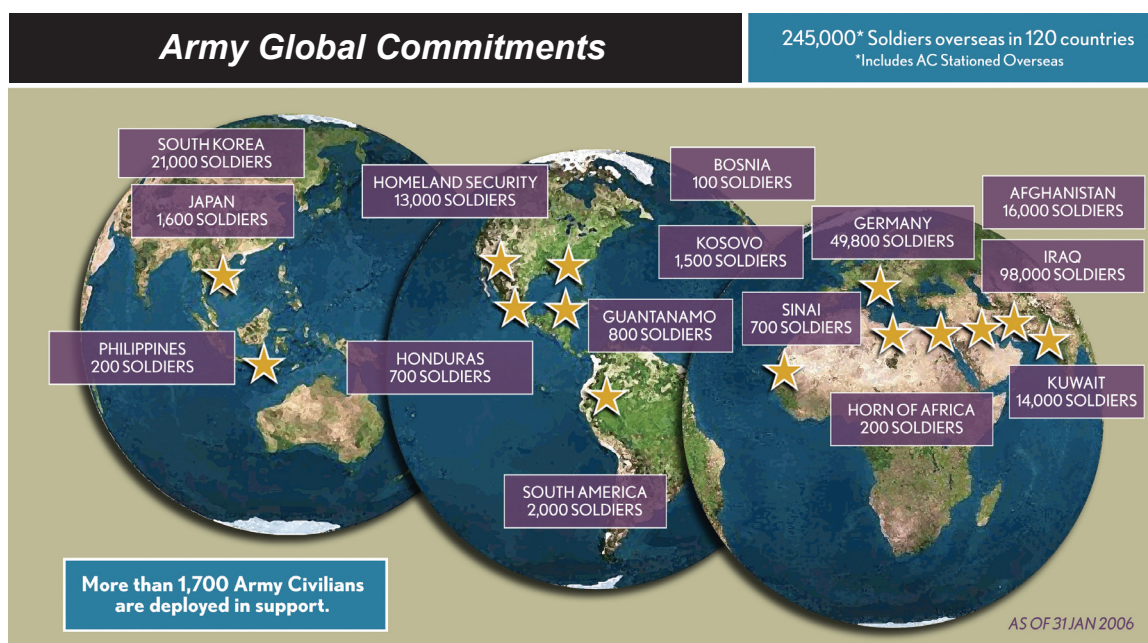 Army Global Commitments
245,000* Soldiers overseas in 120 countries
*Includes AC Stationed Overseas
SOUTH KOREA
21,000 SOLDIERS
JAPAN
1,600 SOLDIERS
PHILIPPINES
200 SOLDIERS
HOMELAND SECURITY
13,000 SOLDIERS
HONDURAS
700 SOLDIERS
GUANTANAMO
800 SOLDIERS
SOUTH AMERICA
2,000 SOLDIERS
BOSNIA
100 SOLDIERS
KOSOVO
1,500 SOLDIERS
GERMANY
49,800 SOLDIERS
AFGHANISTAN
16,000 SOLDIERS
IRAQ
98,000 SOLDIERS
SINAI
700 SOLDIERS
HORN OF AFRICA
200 SOLDIERS
KUWAIT
14,000 SOLDIERS
More than 1,700 Army Civilians
are deployed in support.
AS OF 31 JAN 2006